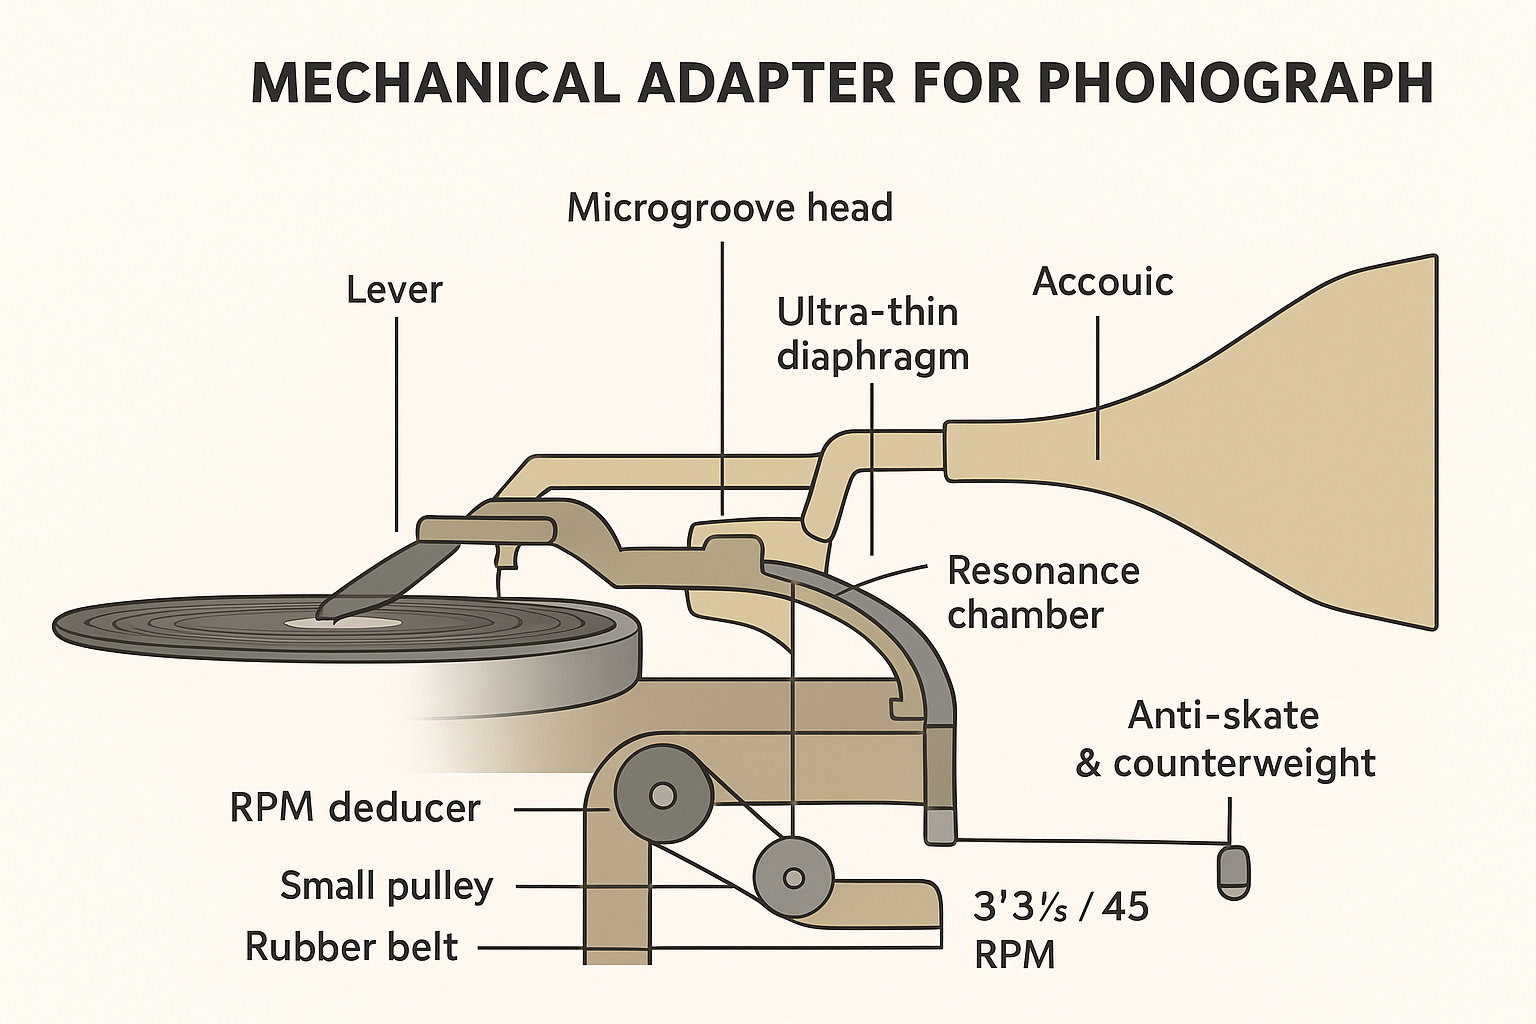 MECHANICAL ADAPTER FOR PHONOGRAPH
Microgroove head
Lever
Accouic
Ultra-thin
diaphragm
Resonance
chamber
Anti-skate
& counterweight
RPM deducer
Small pulley
Rubber belt
3’3⅟s / 45
RPM